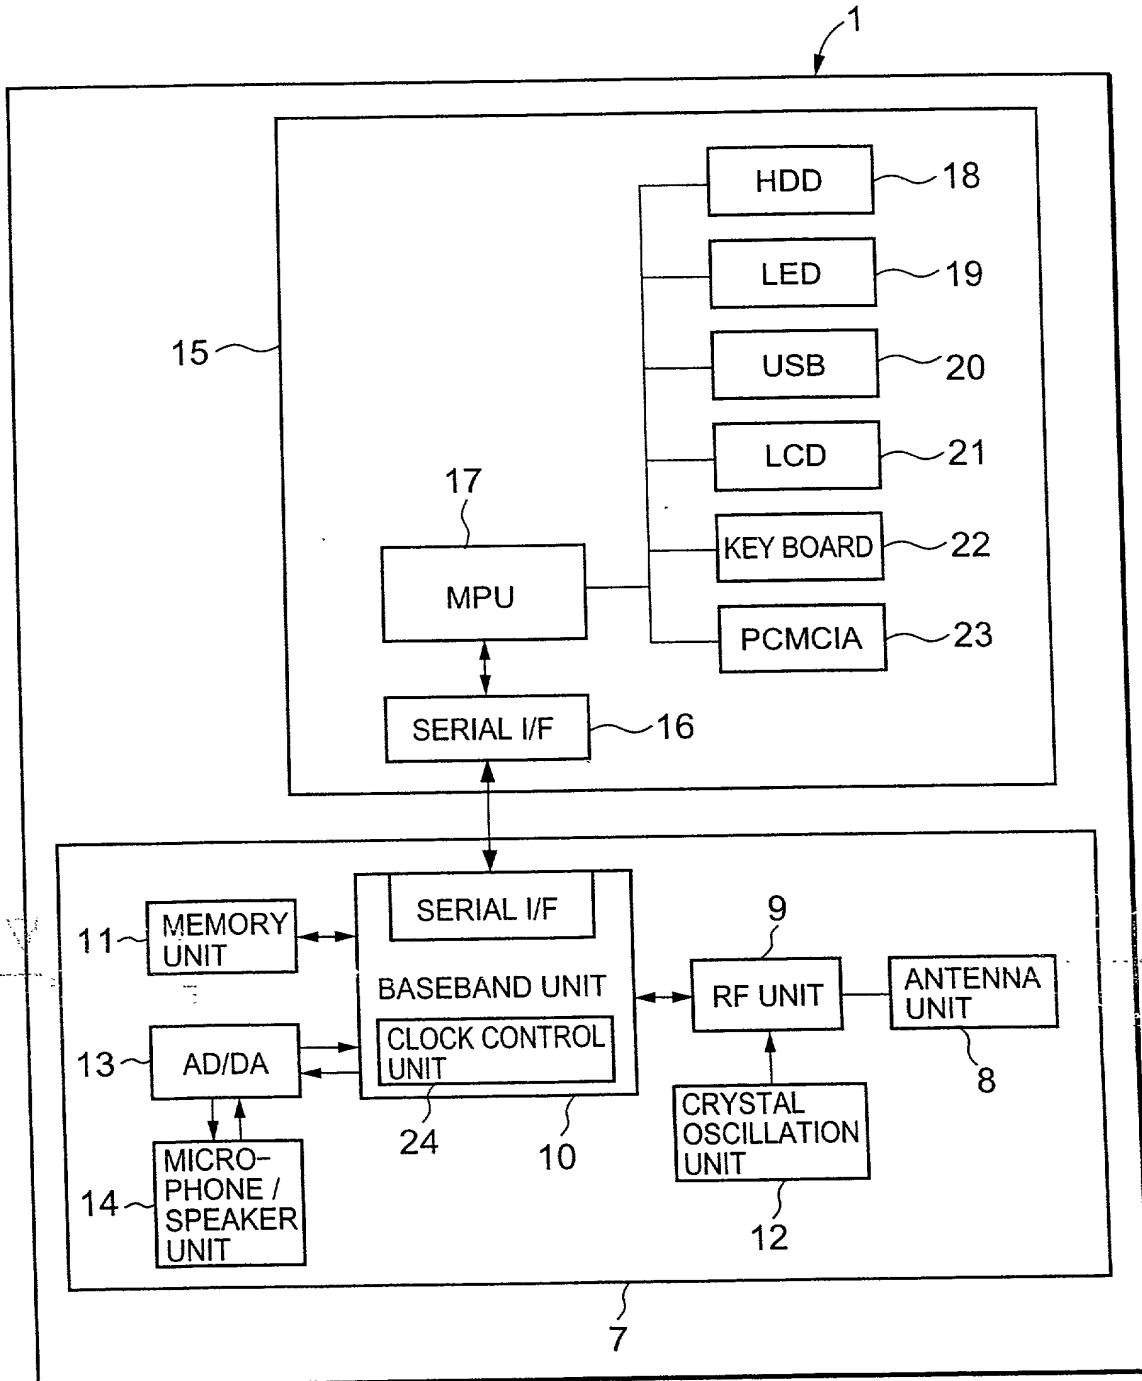 1
HDD
18
LED
19
15
USB
20
LCD
21
17
KEY BOARD
22
MPU
PCMCIA
23
SERIAL I/F
16
SERIAL I/F
11
MEMORY
UNIT
9
BASEBAND UNIT
RF UNIT
ANTENNA
UNIT
CLOCK CONTROL
UNIT
13
AD/DA
8
24
10
CRYSTAL
OSCILLATION
UNIT
14
MICRO-
PHONE /
SPEAKER
UNIT
12
7